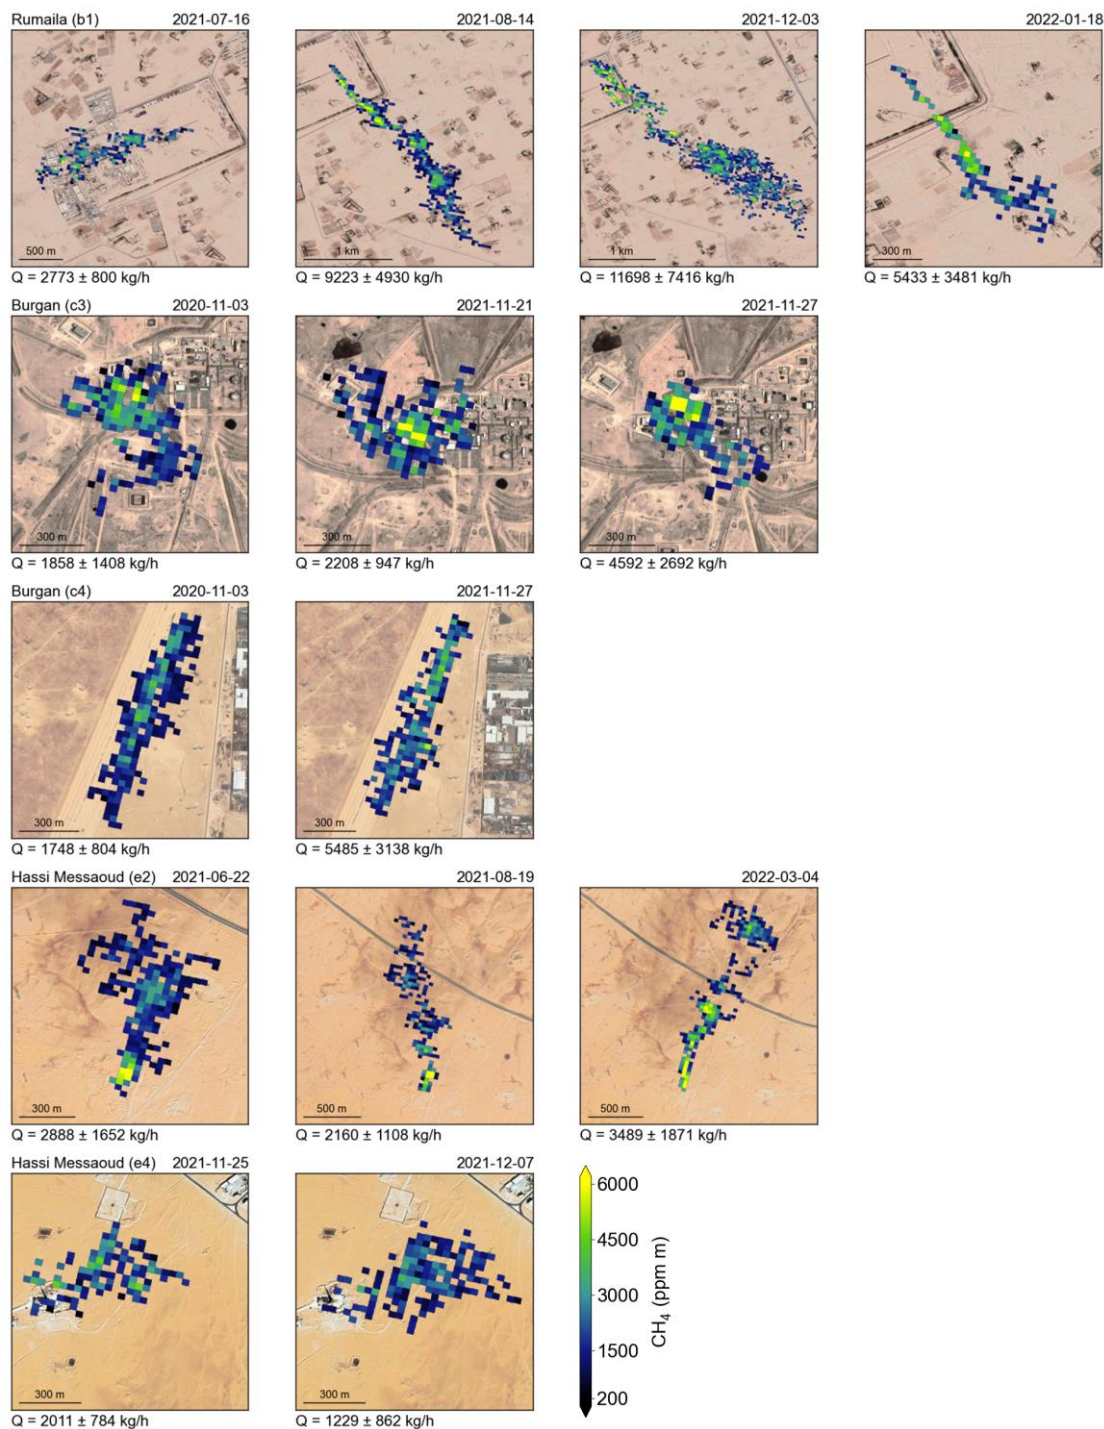 Rumaila (b1) 2021-07-16 2021-08-14 2021-12-03 2022-01-18
500 m 1 km 1 km 300 m
Q = 2773 ± 800 kg/h Q = 9223 ± 4930 kg/h Q = 11698 ± 7416 kg/h Q = 5433 ± 3481 kg/h
Burgan (c3) 2020-11-03 2021-11-21 2021-11-27
300 m 300 m 300 m
Q = 1858 ± 1408 kg/h Q = 2208 ± 947 kg/h Q = 4592 ± 2692 kg/h
Burgan (c4) 2020-11-03 2021-11-27
300 m 300 m
Q = 1748 ± 804 kg/h Q = 5485 ± 3138 kg/h
Hassi Messaoud (e2) 2021-06-22 2021-08-19 2022-03-04
300 m 500 m 500 m
Q = 2888 ± 1652 kg/h Q = 2160 ± 1108 kg/h Q = 3489 ± 1871 kg/h
Hassi Messaoud (e4) 2021-11-25 2021-12-07
6000
4500
3000
1500
200
CH₄ (ppm m)
300 m 300 m
Q = 2011 ± 784 kg/h Q = 1229 ± 862 kg/h